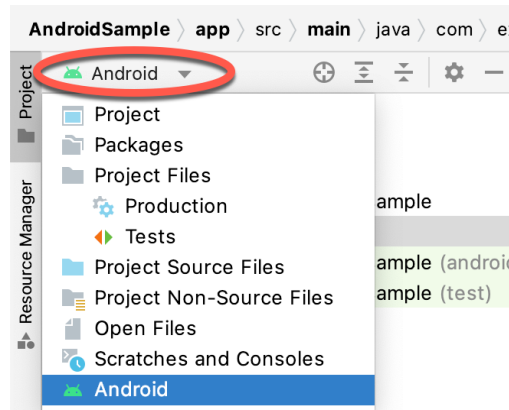 AndroidSample 〉 app 〉 src 〉 main 〉 java 〉 com 〉 e
Project
Android
Project
Packages
Project Files
Production
ample
Tests
Project Source Files
ample (androi
Project Non-Source Files
ample (test)
Open Files
Scratches and Consoles
Android
Resource Manager